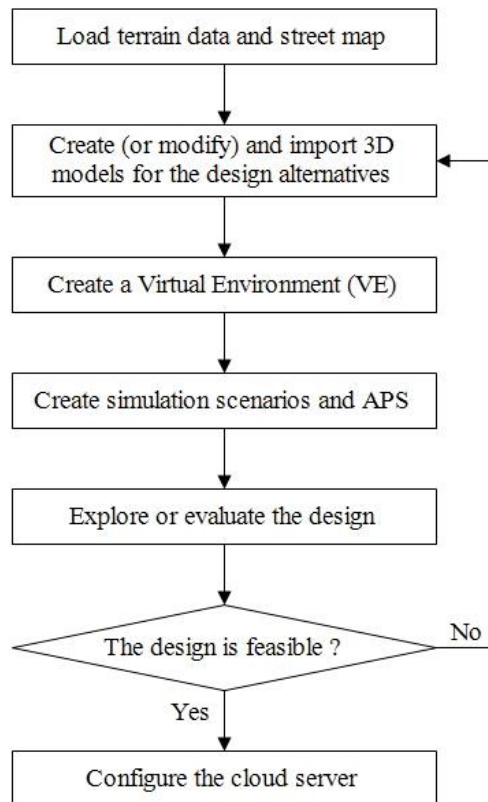 Load terrain data and street map
Create (or modify) and import 3D
models for the design alternatives
Create a Virtual Environment (VE)
Create simulation scenarios and APS
Explore or evaluate the design
The design is feasible ?
No
Yes
Configure the cloud server